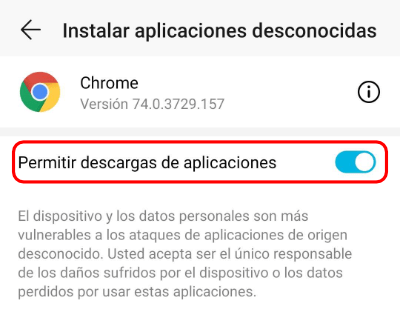 Instalar aplicaciones desconocidas
Chrome
Versión 74.0.3729.157
Permitir descargas de aplicaciones
El dispositivo y los datos personales son más
vulnerables a los ataques de aplicaciones de origen
desconocido. Usted acepta ser el único responsable
de los daños sufridos por el dispositivo o los datos
perdidos por usar estas aplicaciones.